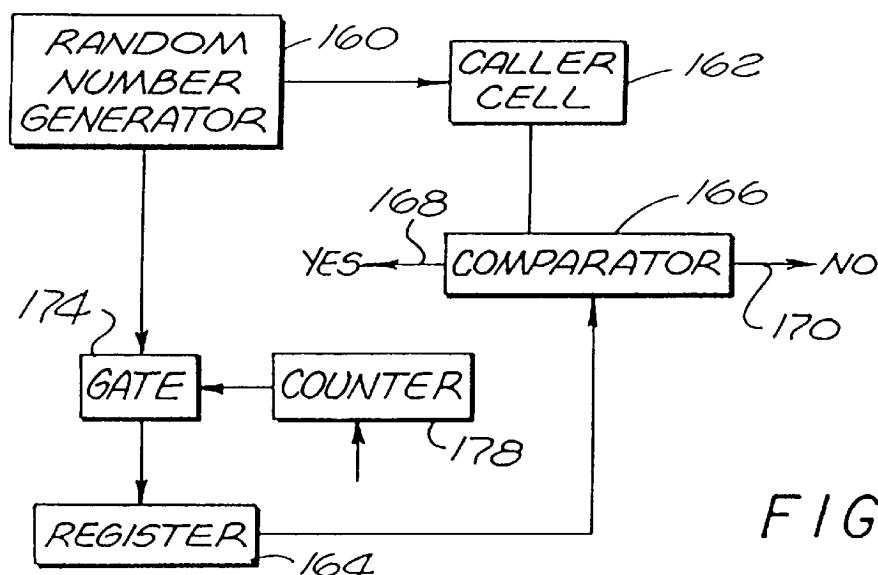 RANDOM
NUMBER
GENERATOR
160
CALLER
CELL
162
168
166
YES
COMPARATOR
NO
170
174
GATE
COUNTER
178
REGISTER
164
FIG